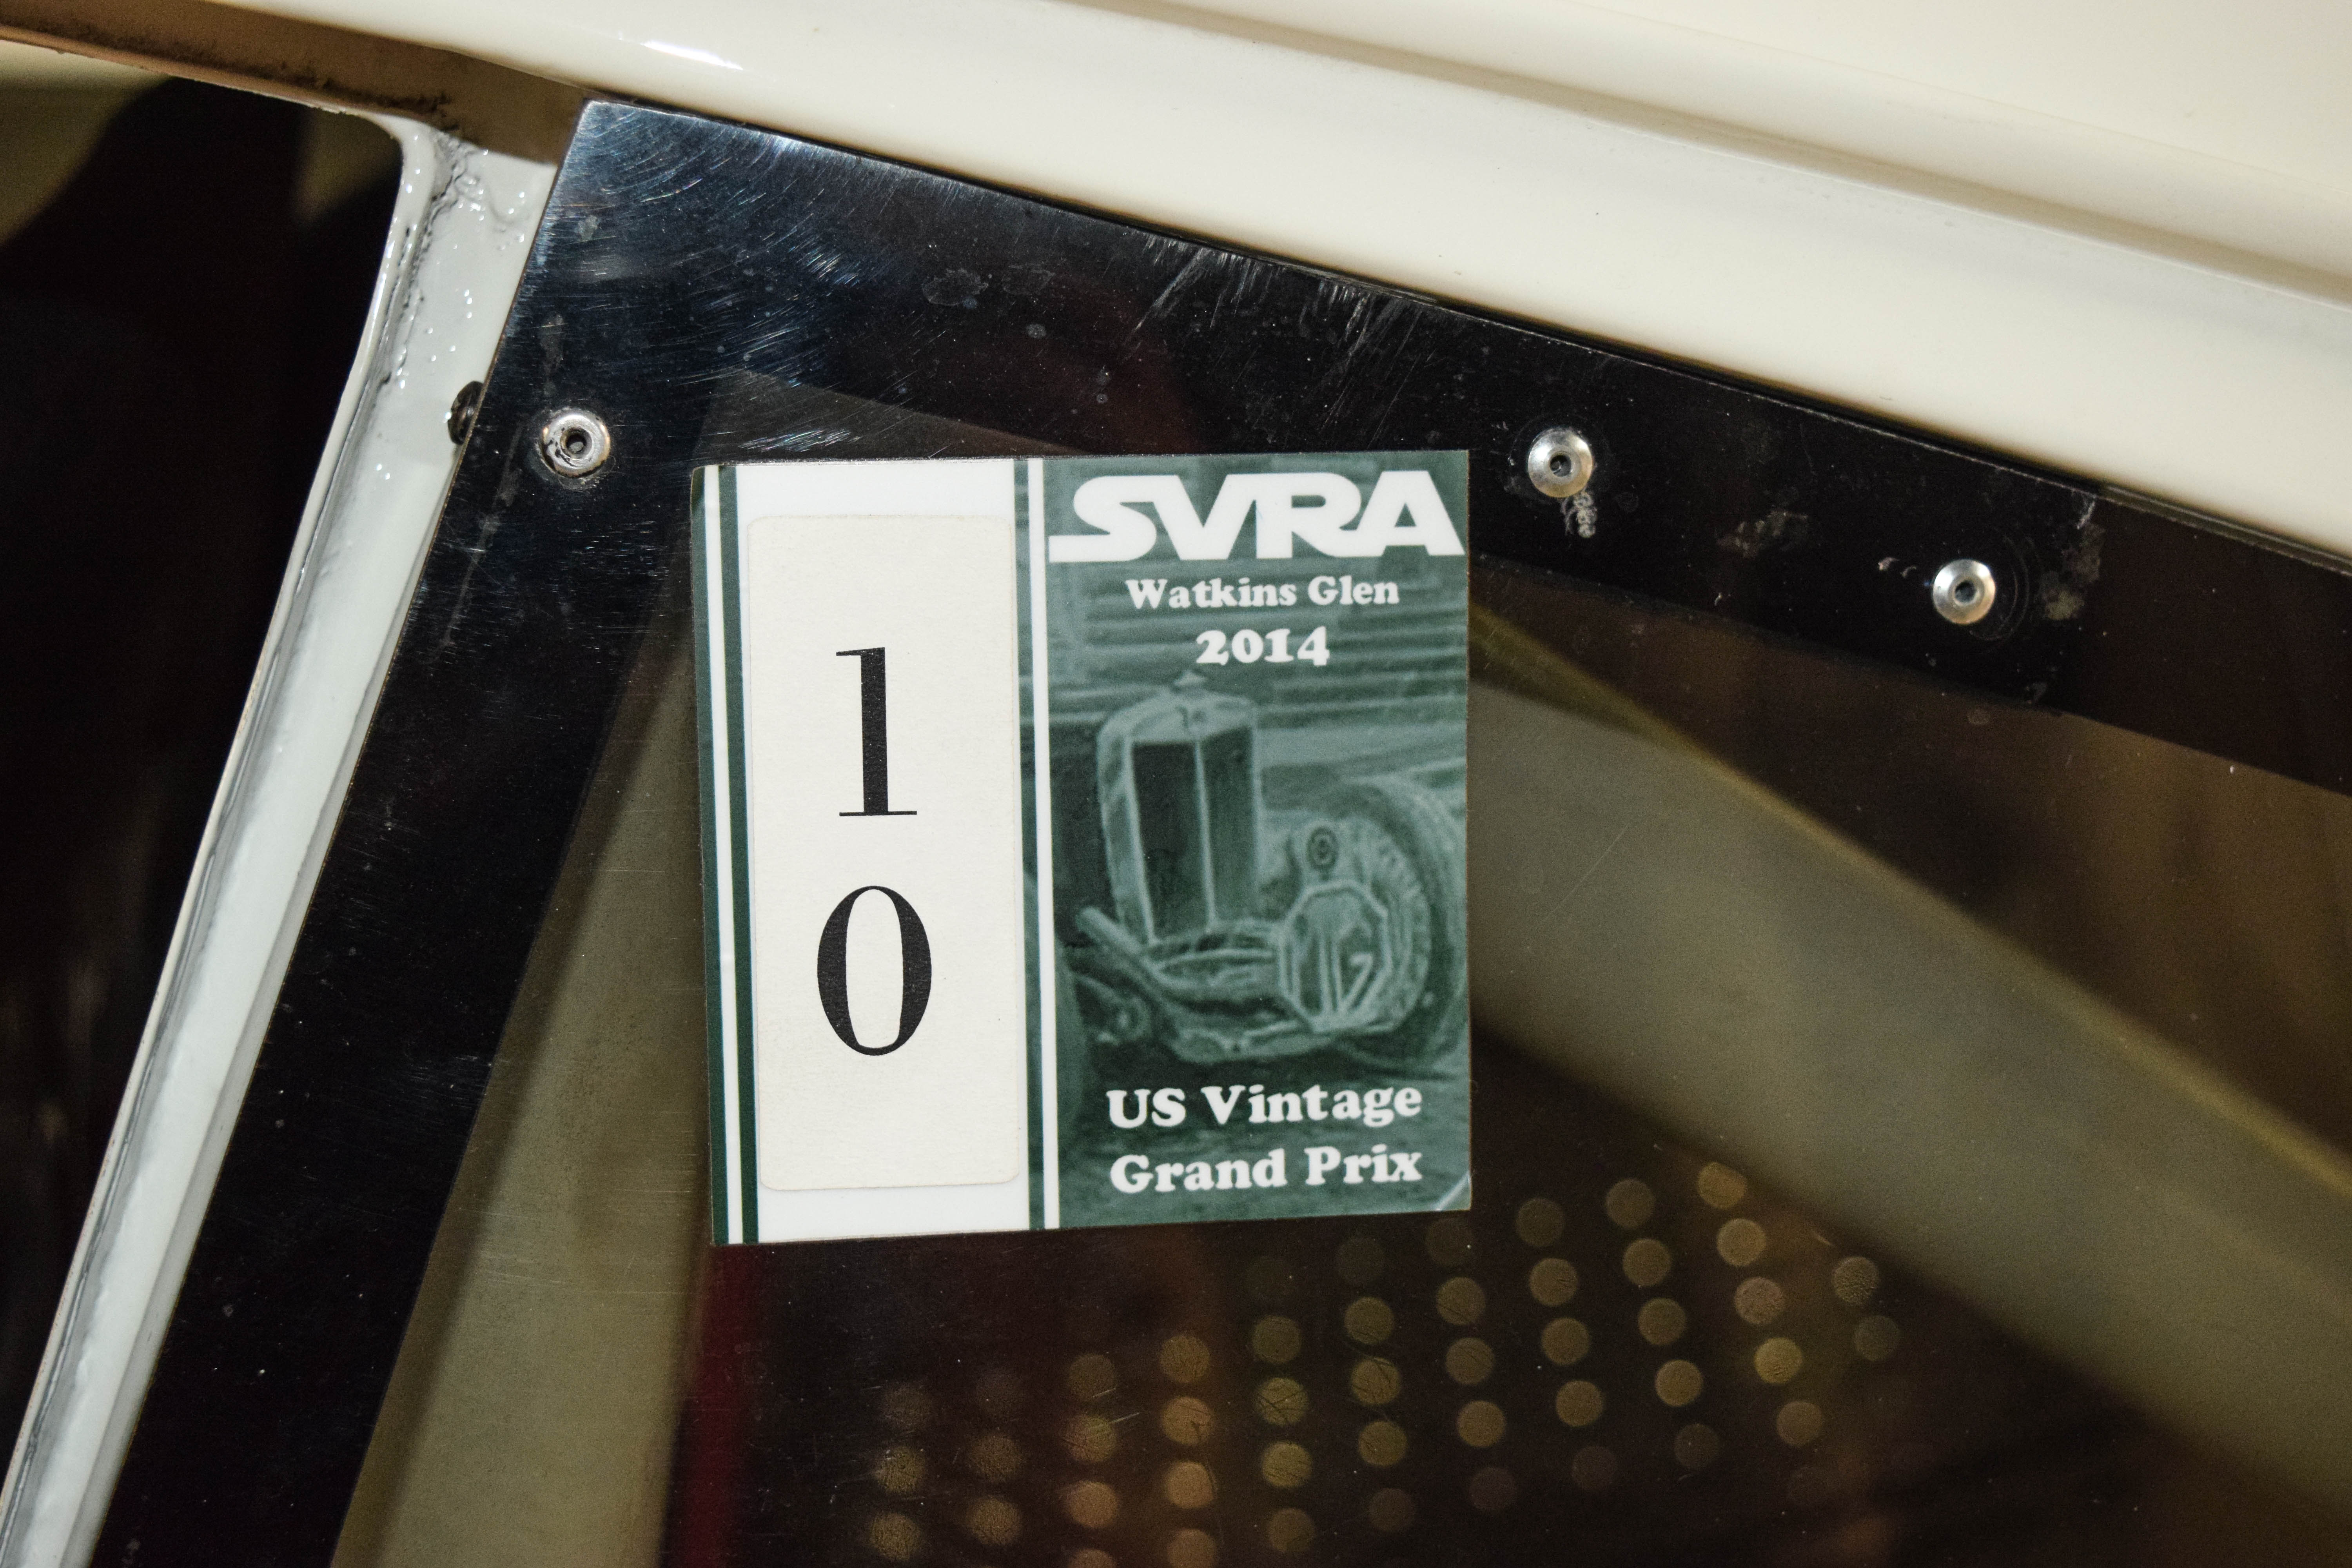 1
0
SVRA
Watkins Glen
2014
US Vintage
Grand Prix